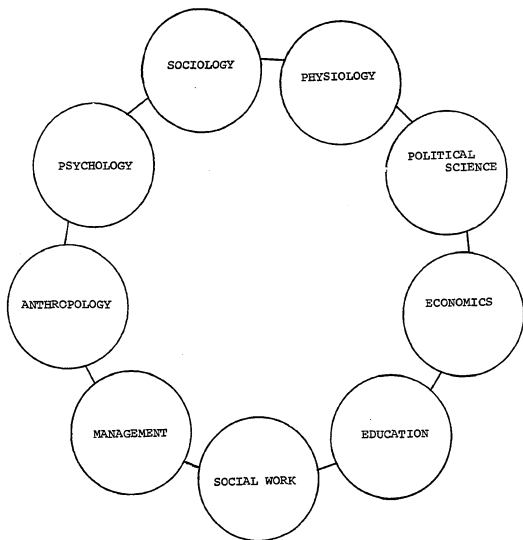 SOCIOLOGY
PHYSIOLOGY
POLITICAL
SCIENCE
PSYCHOLOGY
ECONOMICS
ANTHROPOLOGY
MANAGEMENT
EDUCATION
SOCIAL WORK